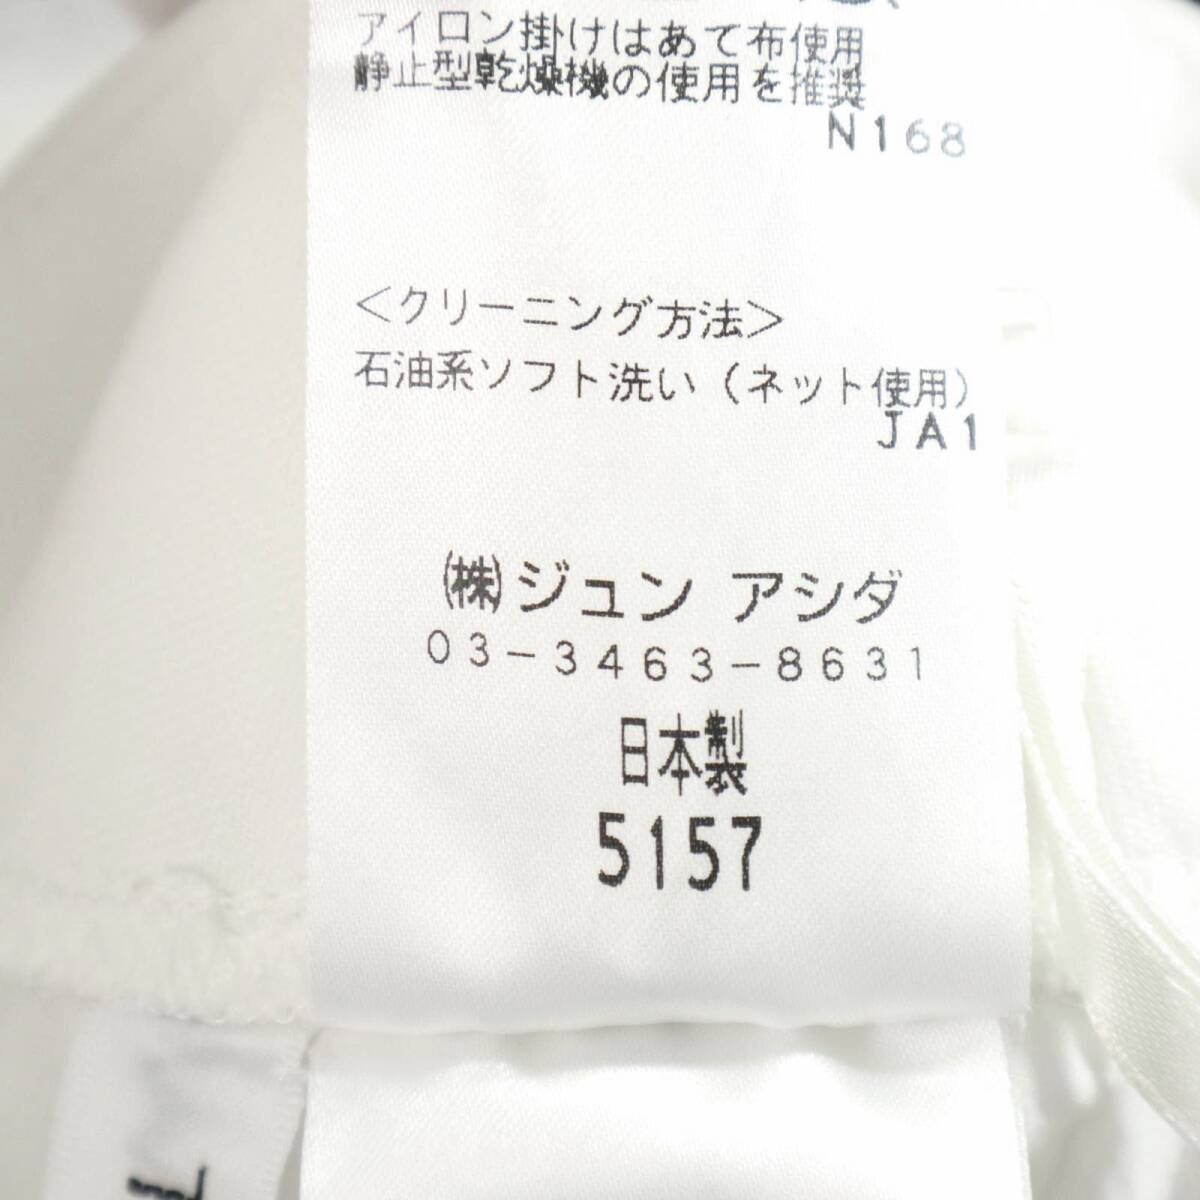 アイロン掛けはあて布使用
静止型乾燥機の使用を推奨
N168
<クリーニング方法>
石油系ソフト洗い(ネット使用)
JA1
㈱ジュン アシダ
03-3463-8631
日本製
5157